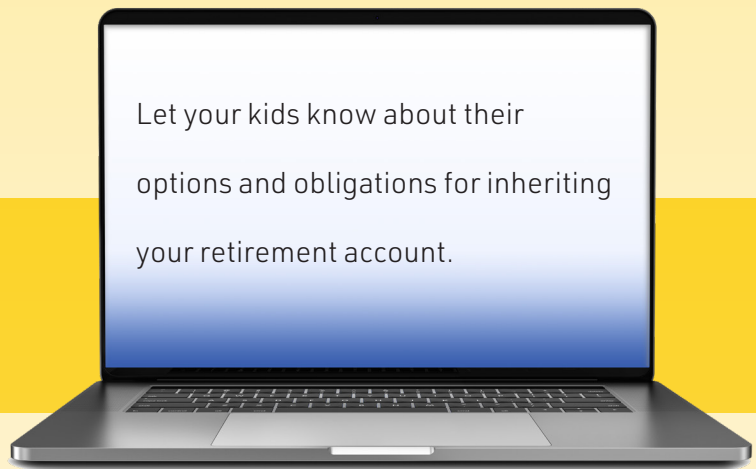 Let your kids know about their
options and obligations for inheriting
your retirement account.